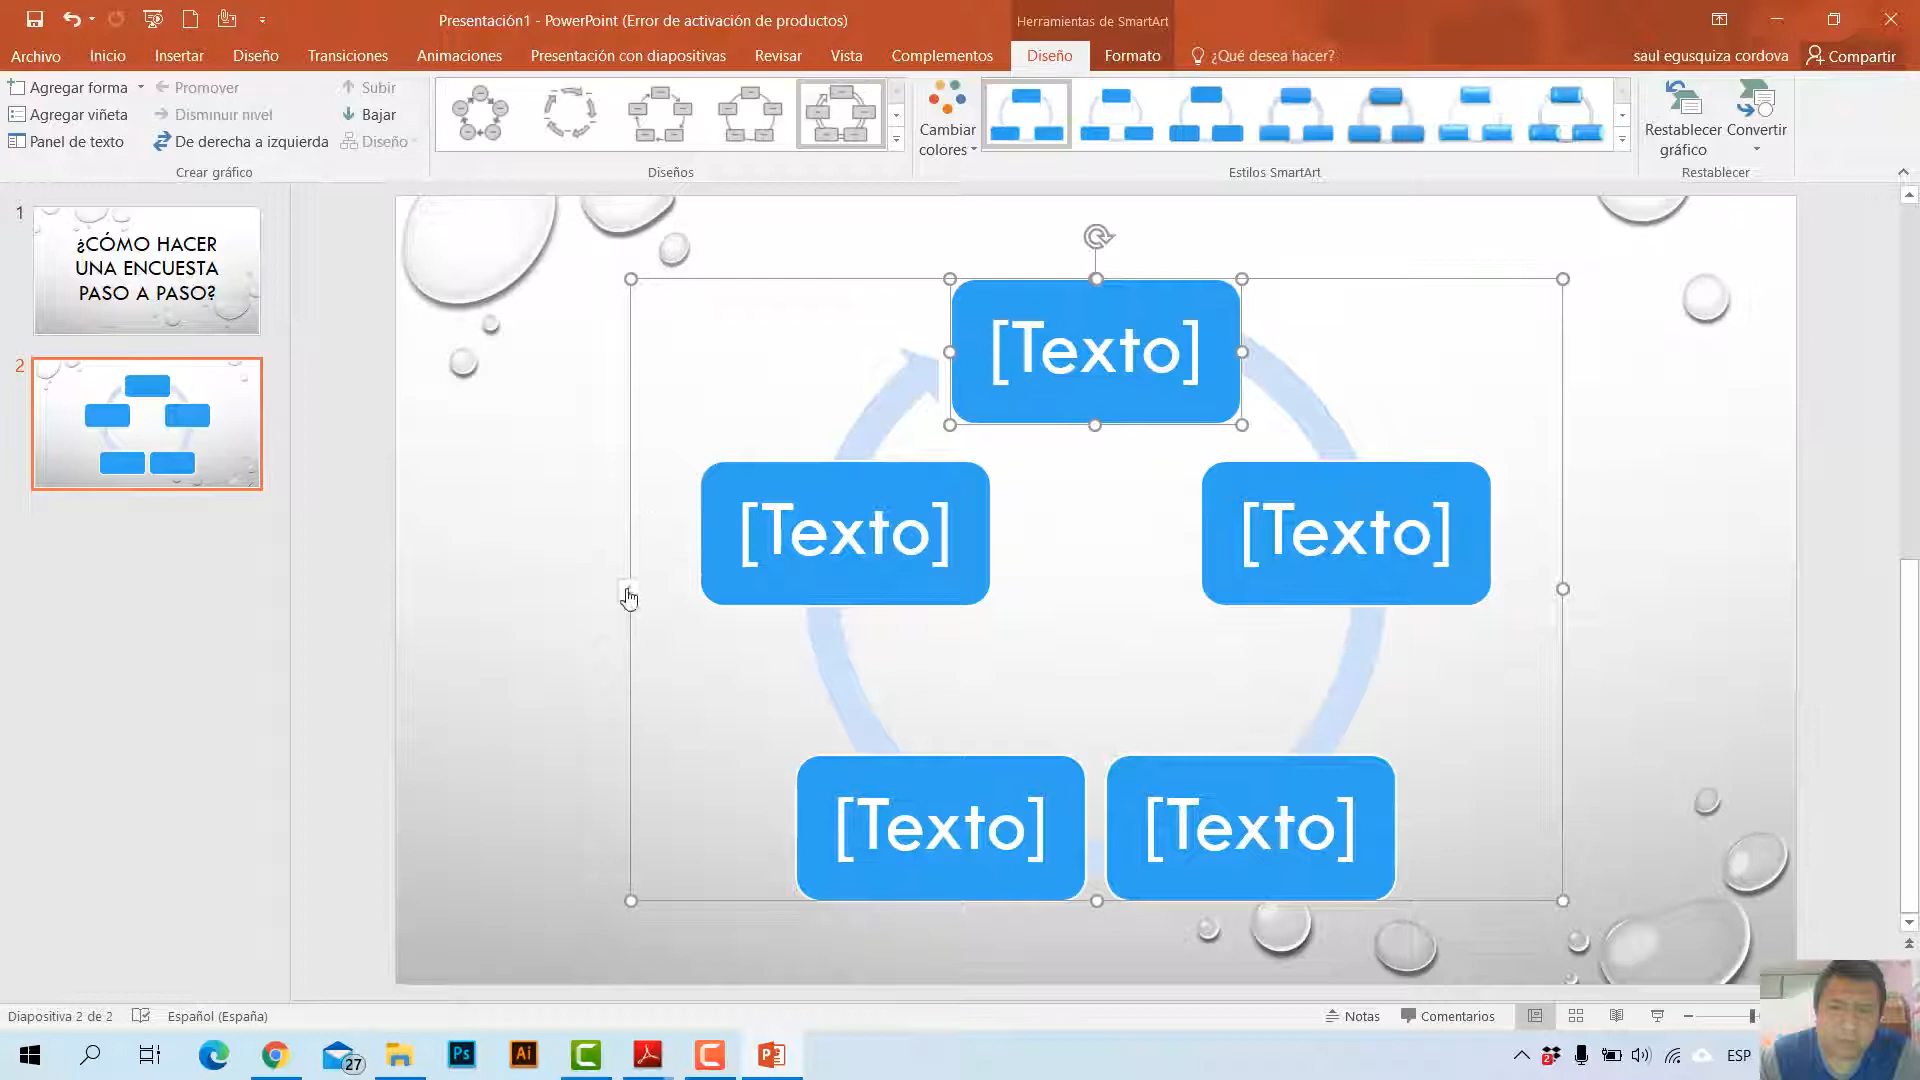 Presentación1 - PowerPoint (Error de activación de productos)
Herramientas de SmartArt
Archivo Inicio Insertar Diseño Transiciones Animaciones Presentación con diapositivas Revisar Vista Complementos Diseño Formato ¿Qué desea hacer? saul egusquiza cordova Compartir
Agregar forma Promover Subir
Agregar viñeta Disminuir nivel Bajar
Panel de texto De derecha a izquierda Diseño
Crear gráfico
Diseños
Cambiar
colores
Estilos SmartArt
Restablecer
gráfico
Convertir
Restablecer
1
¿CÓMO HACER
UNA ENCUESTA
PASO A PASO?
2
[Texto]
[Texto] [Texto]
[Texto] [Texto]
Diapositiva 2 de 2 Español (España) Notas Comentarios
27 Ps Ai 2 ESP